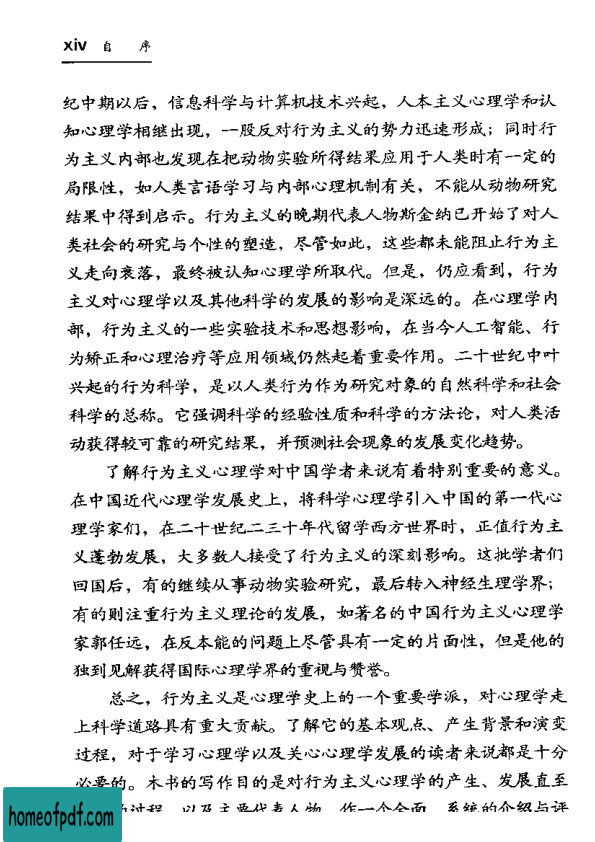 xiv 自 序
纪中期以后，信息科学与计算机技术兴起，人本主义心理学和认
知心理学相继出现，一股反对行为主义的势力迅速形成；同时行
为主义内部也发现在把动物实验所得结果应用于人类时有一定的
局限性，如人类言语学习与内部心理机制有关，不能从动物研究
结果中得到启示。行为主义的晚期代表人物斯金纳已开始了对人
类社会的研究与个性的塑造，尽管如此，这些都未能阻止行为主
义走向衰落，最终被认知心理学所取代。但是，仍应看到，行为
主义对心理学以及其他科学的发展的影响是深远的。在心理学内
部，行为主义的一些实验技术和思想影响，在当今人工智能、行
为矫正和心理治疗等应用领域仍然起着重要作用。二十世纪中叶
兴起的行为科学，是以人类行为作为研究对象的自然科学和社会
科学的总称。它强调科学的经验性质和科学的方法论，对人类活
动获得较可靠的研究结果，并预测社会现象的发展变化趋势。
了解行为主义心理学对中国学者来说有着特别重要的意义。
在中国近代心理学发展史上，将科学心理学引入中国的第一代心
理学家们，在二十世纪二三十年代留学西方世界时，正值行为主
义蓬勃发展，大多数人接受了行为主义的深刻影响。这批学者们
回国后，有的继续从事动物实验研究，最后转入神经生理学界；
有的则注重行为主义理论的发展，如著名的中国行为主义心理学
家郭任远，在反本能的问题上尽管具有一定的片面性，但是他的
独到见解获得国际心理学界的重视与赞誉。
总之，行为主义是心理学史上的一个重要学派，对心理学走
上科学道路具有重大贡献。了解它的基本观点、产生背景和演变
过程，对于学习心理学以及关心心理学发展的读者来说都是十分
必要的。本书的写作目的是对行为主义心理学的产生、发展直至
过程，以及主要代表人物，作一个全面、系统的介绍与评
homeofpdf.com